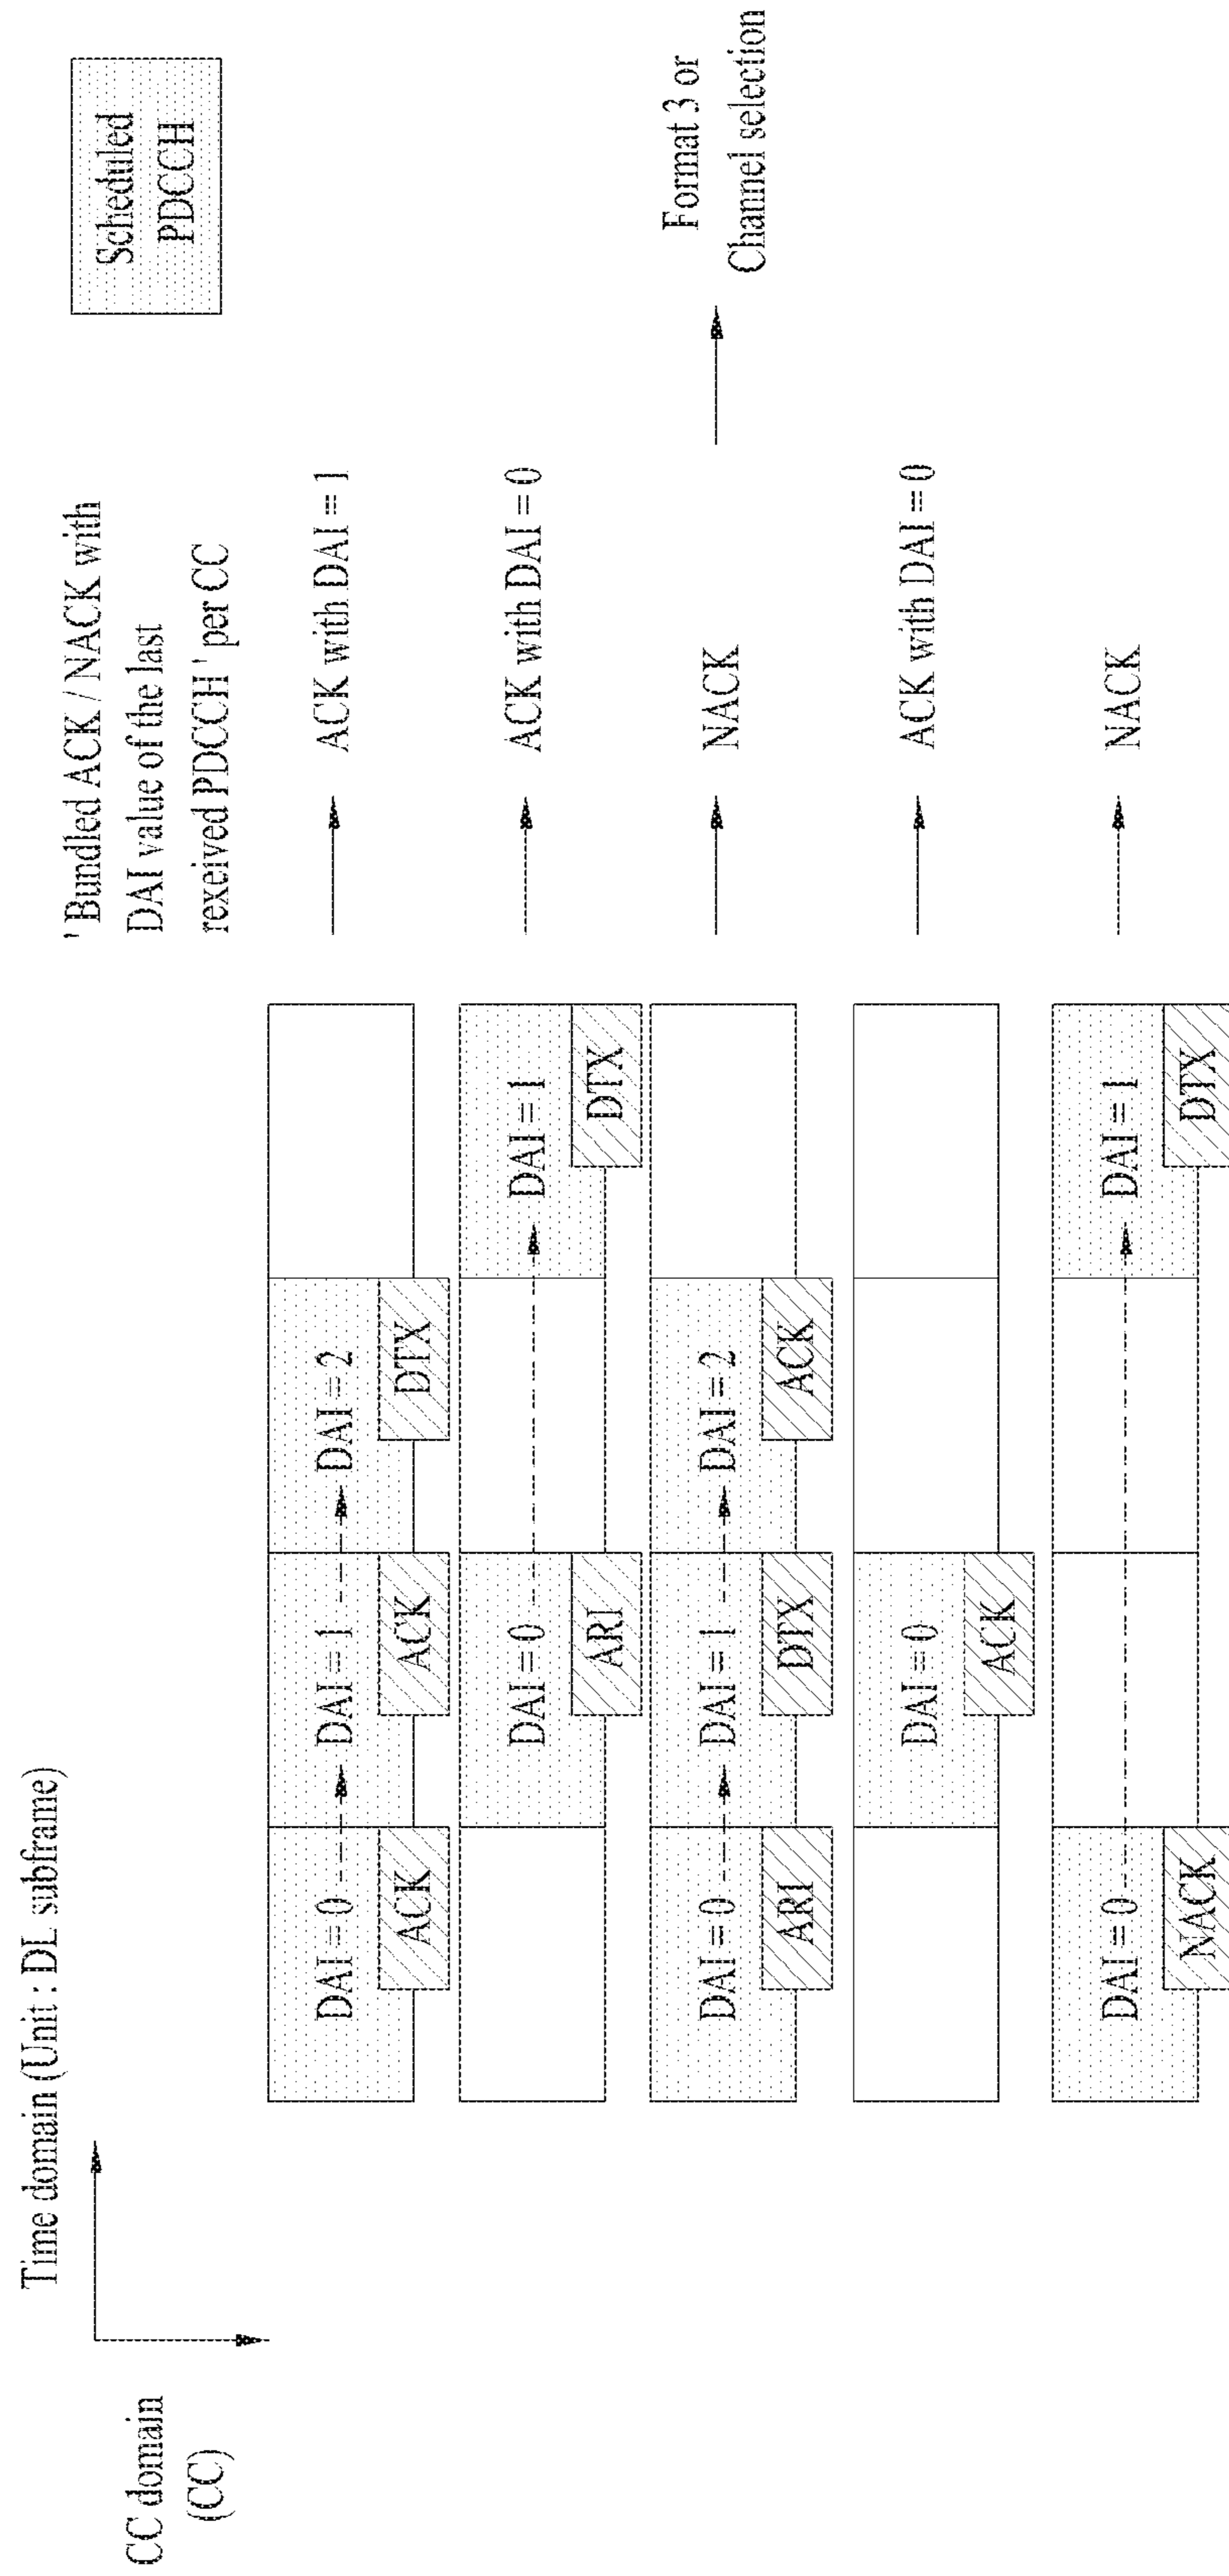 Time domain (Unit : DL subframe)
CC domain
(CC)
Scheduled
PDCCH
'Bundled ACK / NACK with
DAI value of the last
rexeived PDCCH ' per CC
DAI = 0
DAI = 1
DAI = 2
ACK
ACK
DTX
ACK with DAI = 1
DAI = 0
DAI = 1
ARI
DTX
ACK with DAI = 0
DAI = 0
DAI = 1
DAI = 2
ARI
DTX
ACK
NACK
Format 3 or
Channel selection
DAI = 0
ACK
ACK with DAI = 0
DAI = 0
DAI = 1
NACK
DTX
NACK